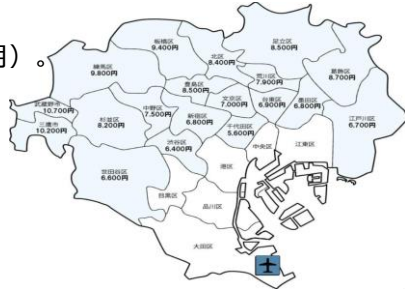 月）。
板橋区
9.400円
北区
8.400円
足立区
8.500円
練馬区
9.800円
豊島区
8.500円
荒川区
7.900円
葛飾区
8.700円
武蔵野市
10.700円
中野区
7.500円
文京区
7.000円
台東区
6.900円
墨田区
6.800円
三鷹市
10.200円
杉並区
8.200円
新宿区
6.800円
千代田区
5.600円
江戸川区
6.700円
渋谷区
6.400円
中央区
江東区
世田谷区
6.600円
港区
目黒区
品川区
大田区